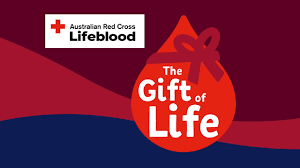 Australian Red Cross
Lifeblood
The
Gift of
Life